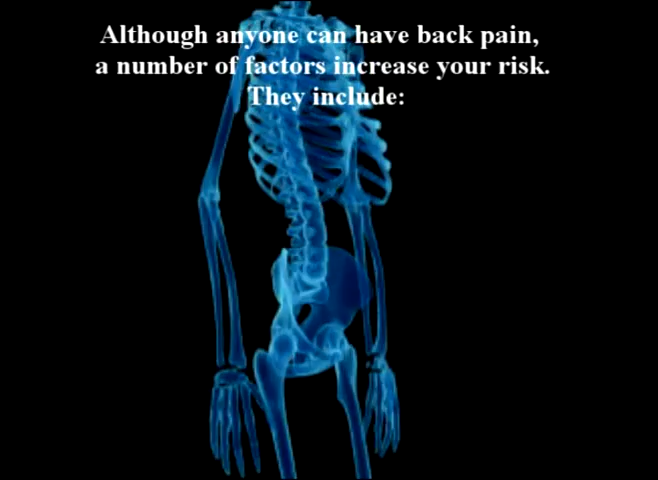 Although anyone can have back pain,
a number of factors increase your risk.
They include: